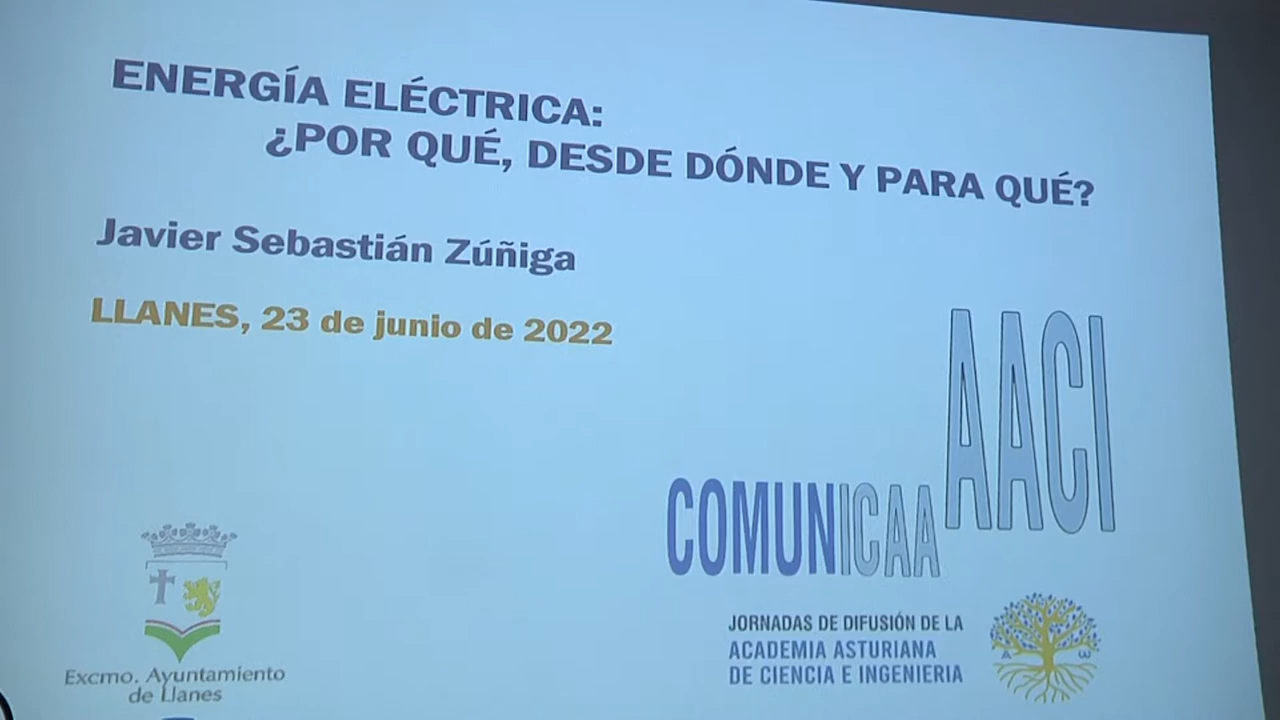 ENERGÍA ELÉCTRICA:
¿POR QUÉ, DESDE DÓNDE Y PARA QUÉ?
Javier Sebastián Zúñiga
LLANES, 23 de junio de 2022
AACI
COMUNICAA
JORNADAS DE DIFUSIÓN DE LA
ACADEMIA ASTURIANA
DE CIENCIA E INGENIERIA
A ω
Excmo. Ayuntamiento
de Llanes